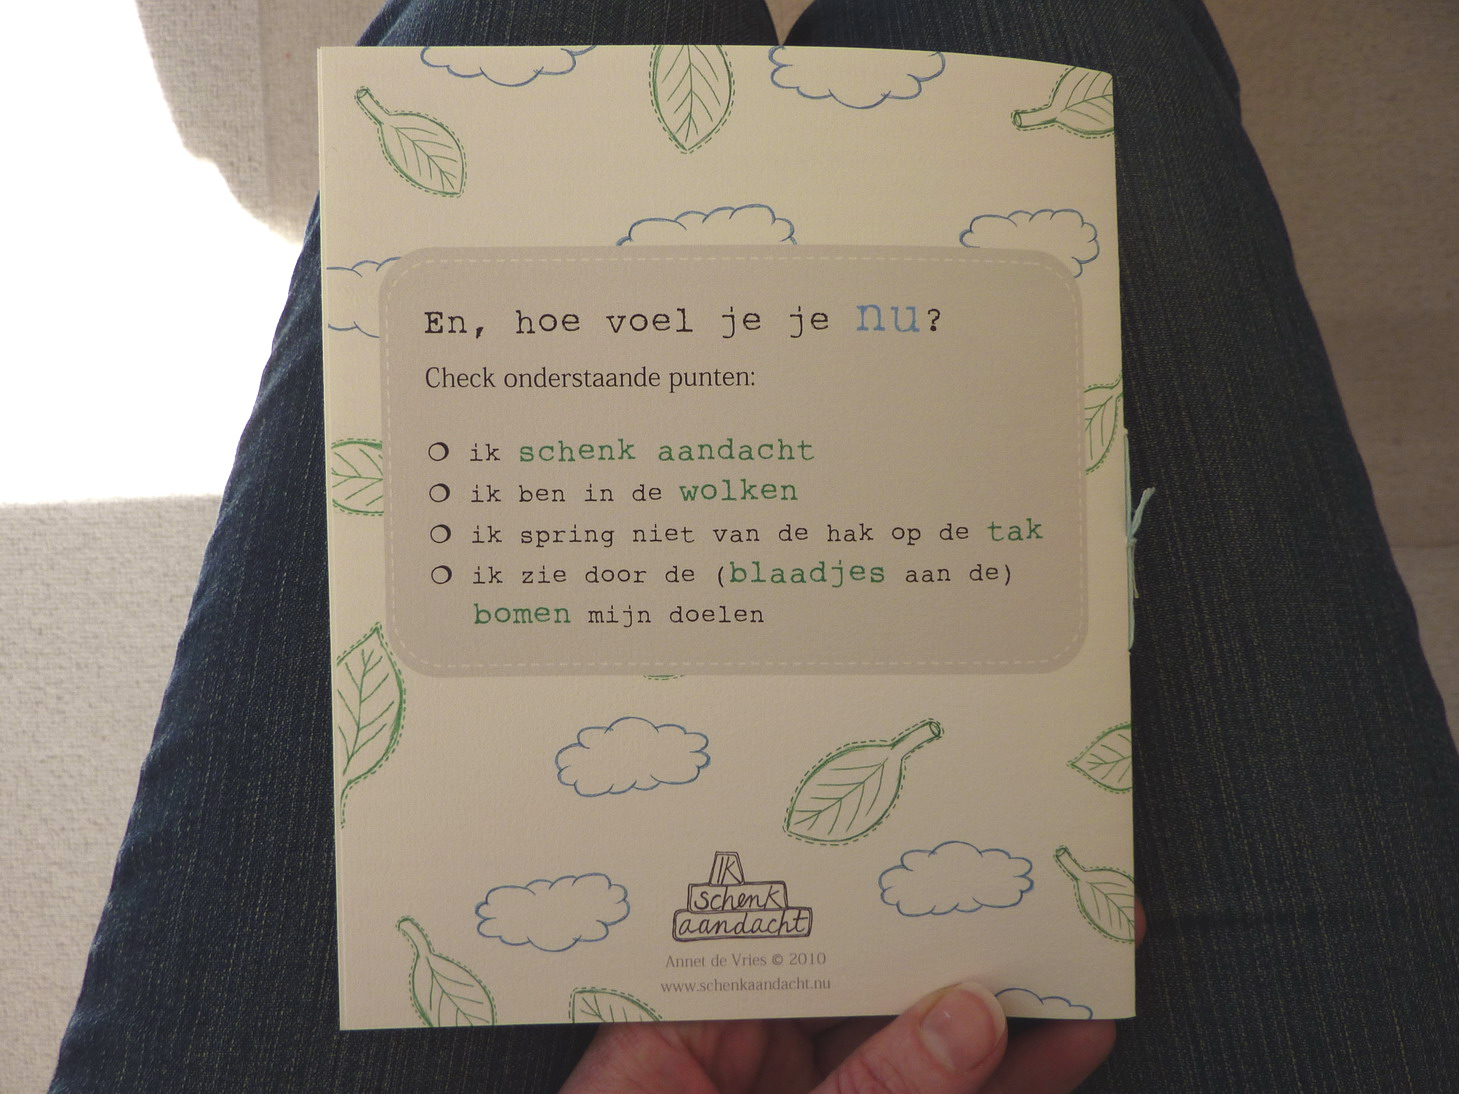 En, hoe voel je je nu?
Check onderstaande punten:
ik schenk aandacht
ik ben in de wolken
ik spring niet van de hak op de tak
ik zie door de (blaadjes aan de)
bomen mijn doelen
IK
schenk
aandacht
Annet de Vries © 2010
www.schenkaandacht.nu